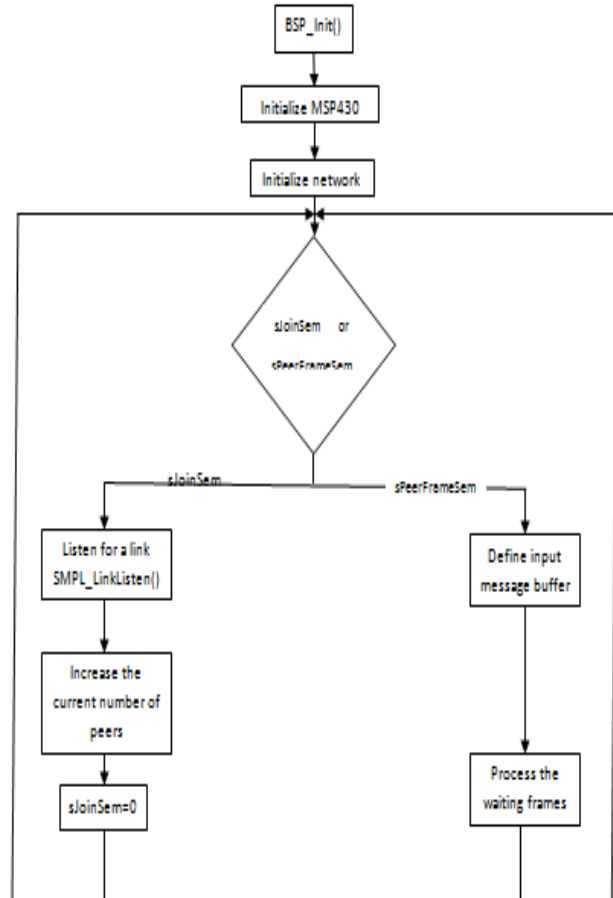 BSP_Init()
Initialize MSP430
Initialize network
sJoinSem or
sPeerFrameSem
sJoinSem
sPeerFrameSem
Listen for a link
SMPL_LinkListen()
Define input
message buffer
Increase the
current number of
peers
Process the
waiting frames
sJoinSem=0